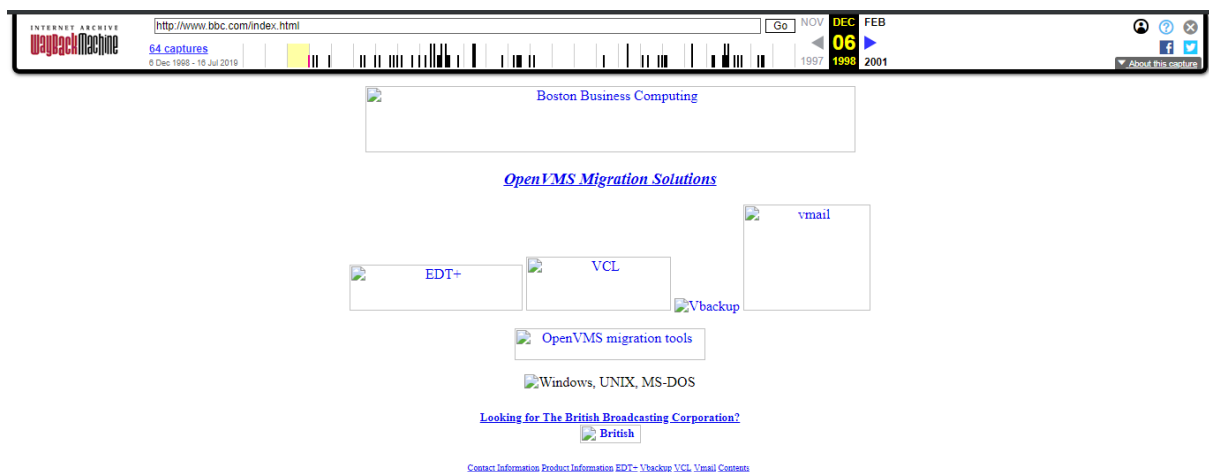 INTERNET ARCHIVE
WayBackMachine
http://www.bbc.com/index.html
Go
NOV DEC FEB
64 captures
06
6 Dec 1998 - 16 Jul 2019
1997 1998 2001
About this capture
Boston Business Computing
OpenVMS Migration Solutions
vmail
EDT+
VCL
Vbackup
OpenVMS migration tools
Windows, UNIX, MS-DOS
Looking for The British Broadcasting Corporation?
British
Contact Information Product Information EDT+ Vbackup VCL Vmail Contents